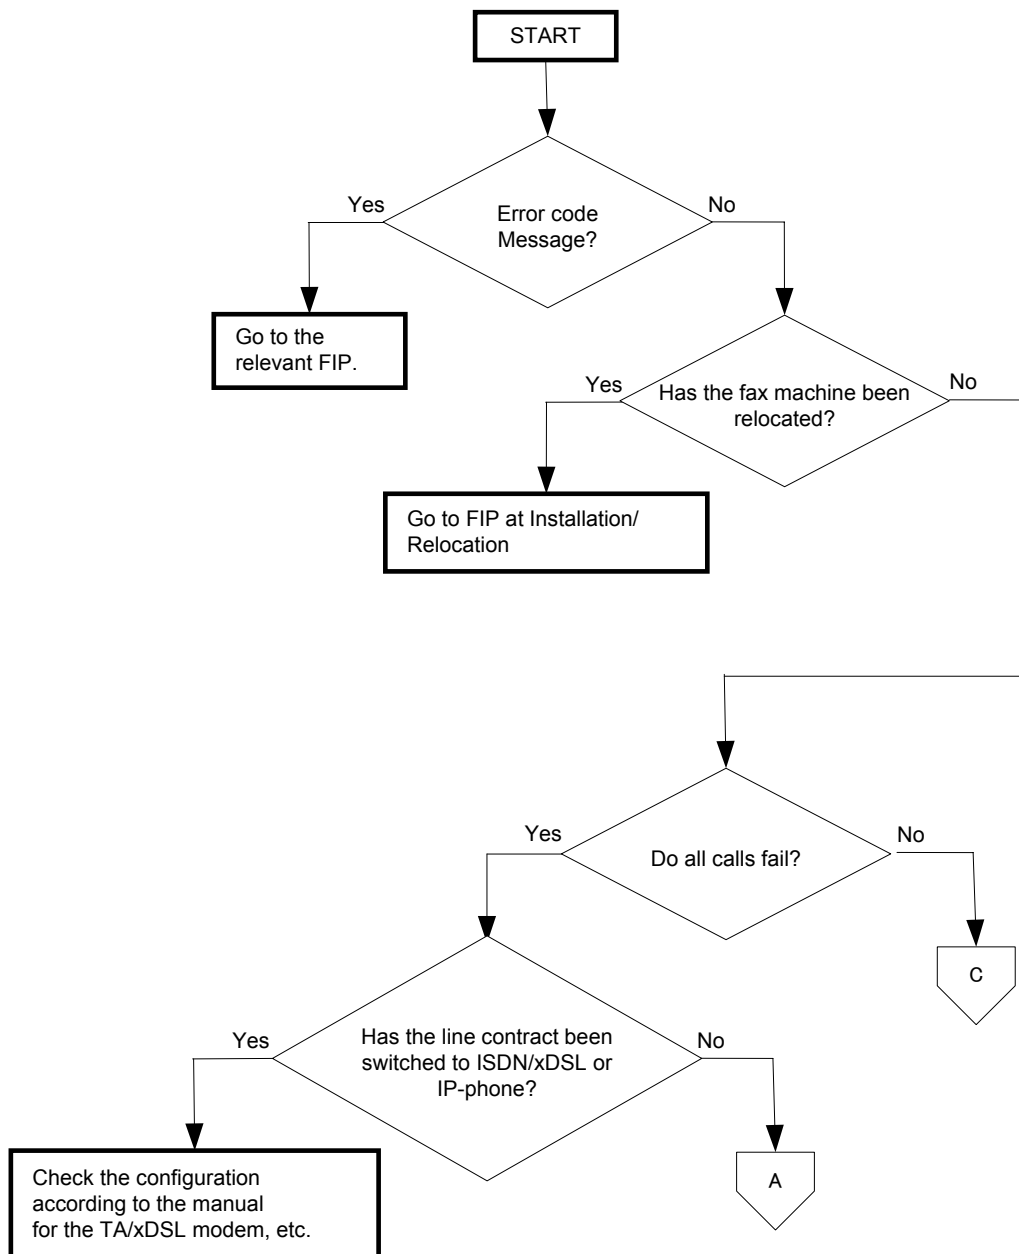 START
Yes
No
Error code
Message?
Go to the
relevant FIP.
Yes
No
Has the fax machine been
relocated?
Go to FIP at Installation/
Relocation
Yes
No
Do all calls fail?
C
Yes
No
Has the line contract been
switched to ISDN/xDSL or
IP-phone?
A
Check the configuration
according to the manual
for the TA/xDSL modem, etc.